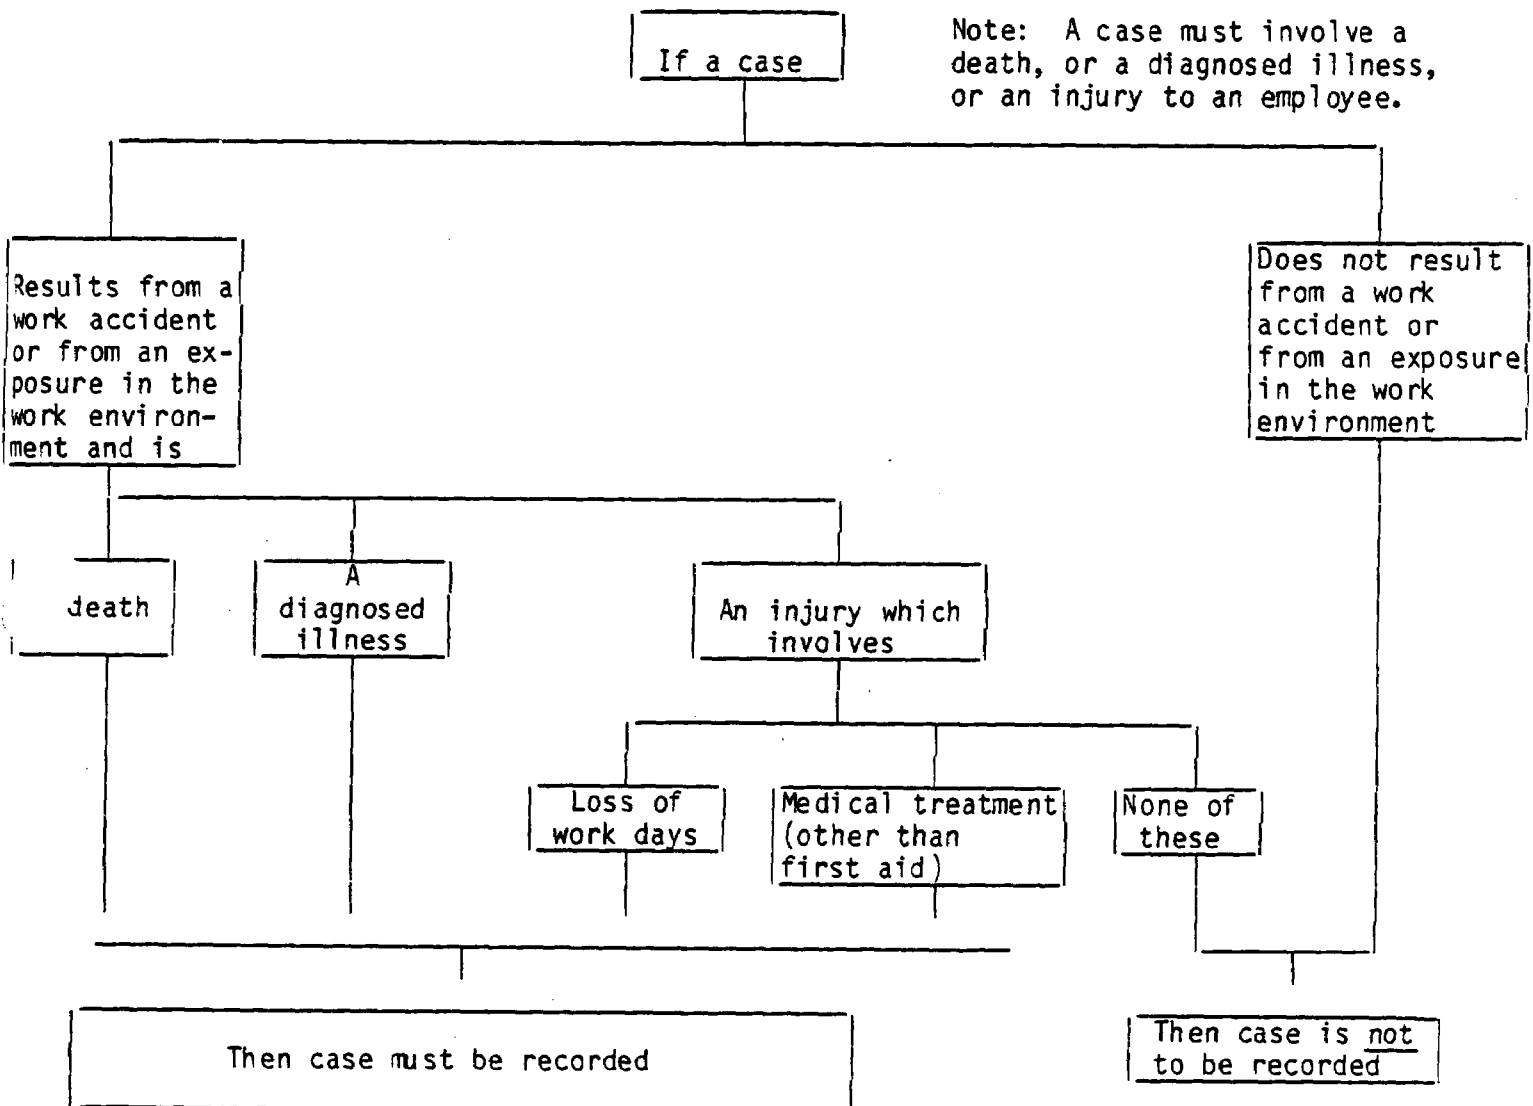 If a case
Note: A case must involve a
death, or a diagnosed illness,
or an injury to an employee.
Results from a
work accident
or from an ex-
posure in the
work environ-
ment and is
Does not result
from a work
accident or
from an exposure
in the work
environment
death
A
diagnosed
illness
An injury which
involves
Loss of
work days
Medical treatment
(other than
first aid)
None of
these
Then case must be recorded
Then case is not
to be recorded